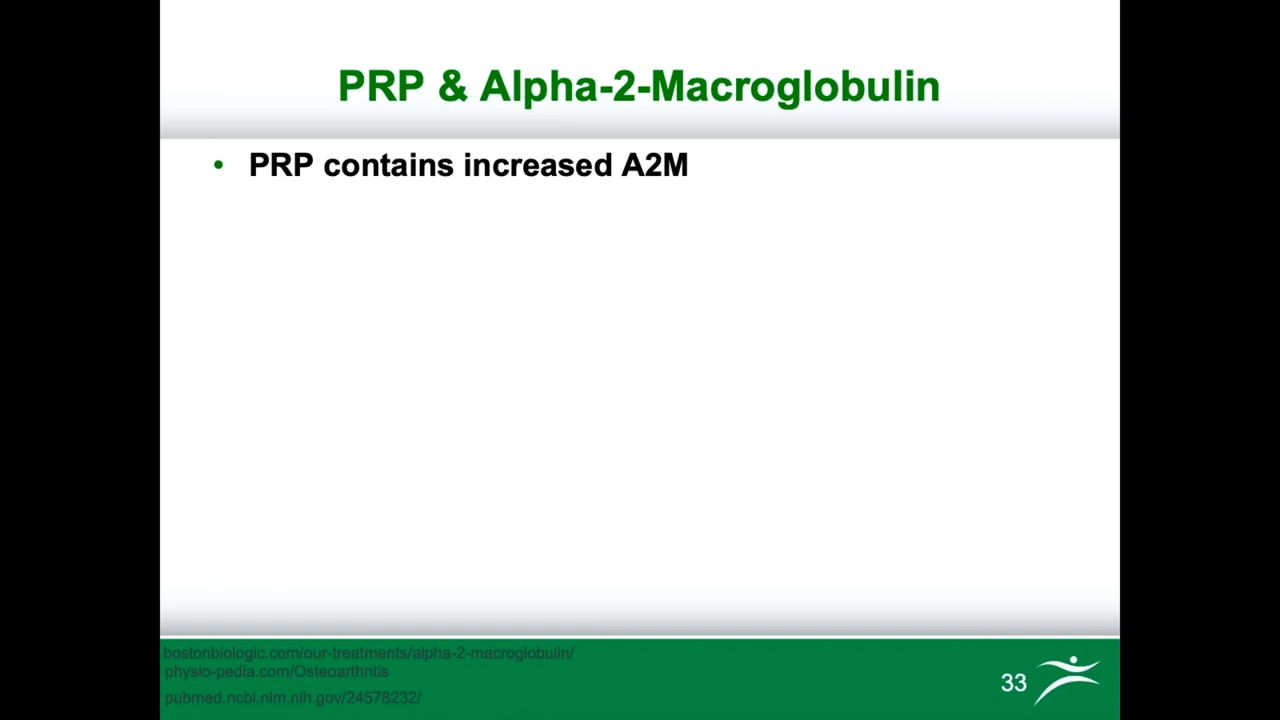 PRP & Alpha-2-Macroglobulin
• PRP contains increased A2M
bostonbiologic.com/our-treatments/alpha-2-macroglobulin/
physio-pedia.com/Osteoarthritis
pubmed.ncbi.nlm.nih.gov/24578232/
33